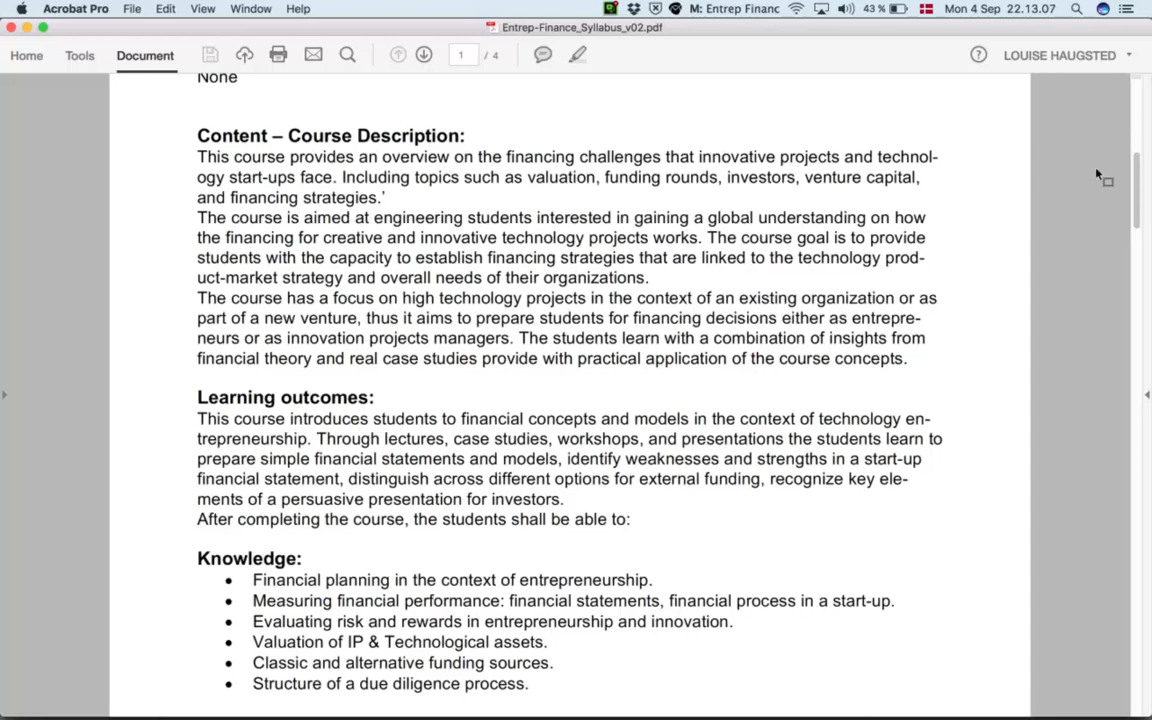 Acrobat Pro File Edit View Window Help M: Entrep Financ 43 % Mon 4 Sep 22.13.07
Entrep-Finance_Syllabus_v02.pdf
Home Tools Document 1 / 4 LOUISE HAUGSTED
None
Content – Course Description:
This course provides an overview on the financing challenges that innovative projects and technol-
ogy start-ups face. Including topics such as valuation, funding rounds, investors, venture capital,
and financing strategies.'
The course is aimed at engineering students interested in gaining a global understanding on how
the financing for creative and innovative technology projects works. The course goal is to provide
students with the capacity to establish financing strategies that are linked to the technology prod-
uct-market strategy and overall needs of their organizations.
The course has a focus on high technology projects in the context of an existing organization or as
part of a new venture, thus it aims to prepare students for financing decisions either as entrepre-
neurs or as innovation projects managers. The students learn with a combination of insights from
financial theory and real case studies provide with practical application of the course concepts.
Learning outcomes:
This course introduces students to financial concepts and models in the context of technology en-
trepreneurship. Through lectures, case studies, workshops, and presentations the students learn to
prepare simple financial statements and models, identify weaknesses and strengths in a start-up
financial statement, distinguish across different options for external funding, recognize key ele-
ments of a persuasive presentation for investors.
After completing the course, the students shall be able to:
Knowledge:
• Financial planning in the context of entrepreneurship.
• Measuring financial performance: financial statements, financial process in a start-up.
• Evaluating risk and rewards in entrepreneurship and innovation.
• Valuation of IP & Technological assets.
• Classic and alternative funding sources.
• Structure of a due diligence process.